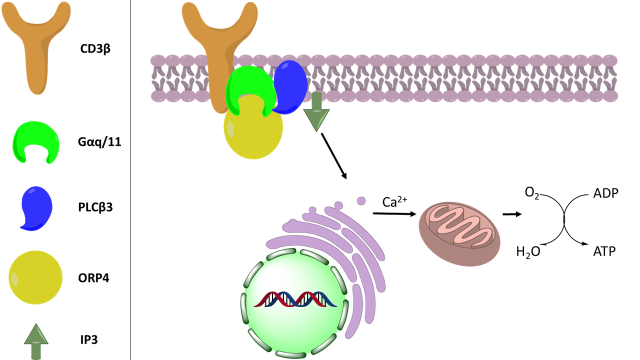 CD3β
Gαq/11
PLCβ3
ORP4
IP3
Ca²⁺
O₂ ADP
H₂O ATP